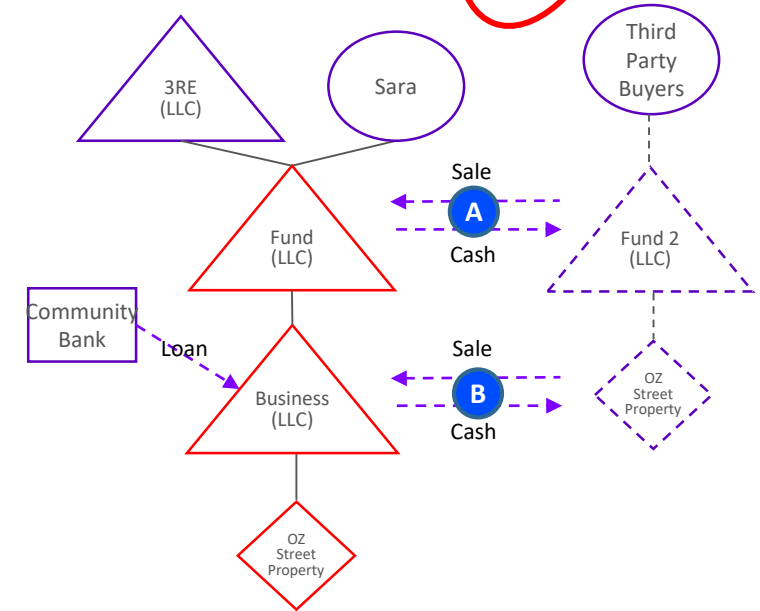 3RE
(LLC)
Sara
Third
Party
Buyers
Sale
A
Cash
Fund
(LLC)
Fund 2
(LLC)
Community
Bank
Loan
Business
(LLC)
Sale
B
Cash
OZ
Street
Property
OZ
Street
Property